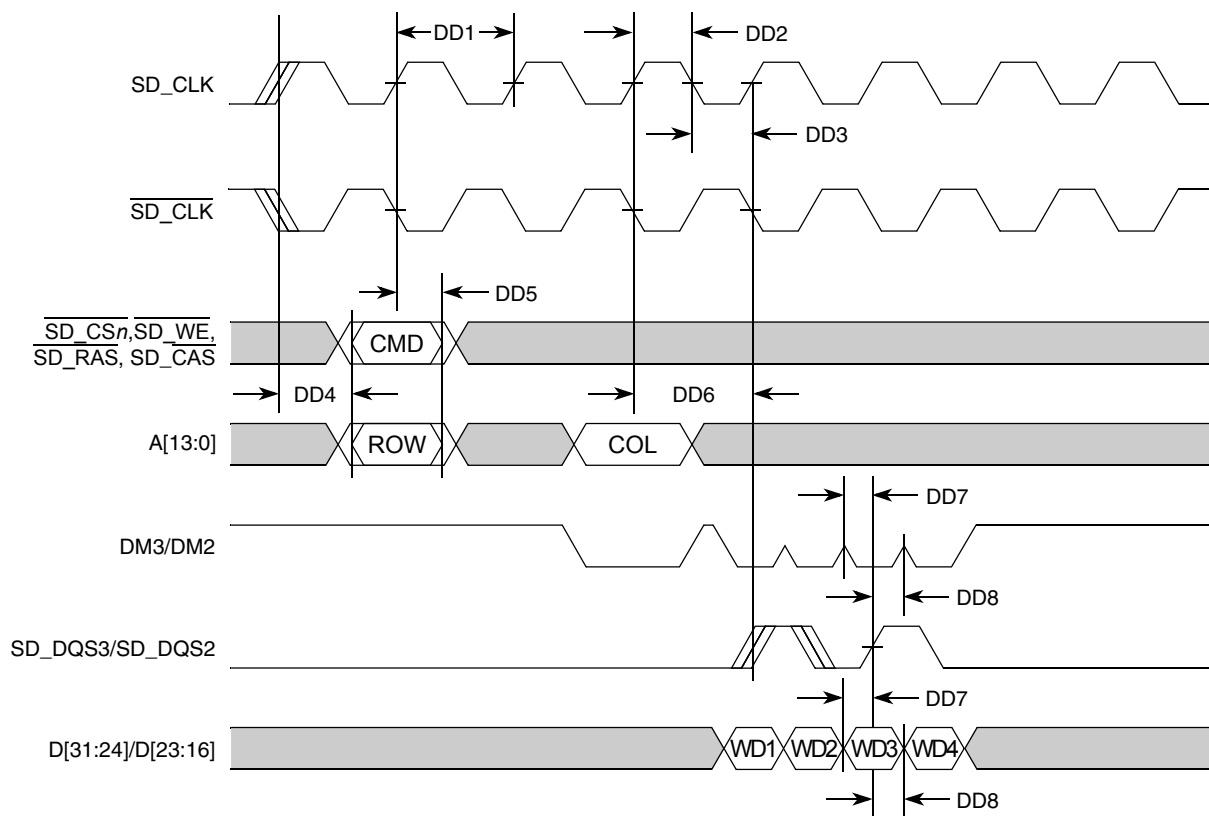 DD1
DD2
SD_CLK
DD3
SD_CLK
DD5
SD_CSn,SD_WE,
SD_RAS, SD_CAS
CMD
DD4
DD6
A[13:0]
ROW
COL
DD7
DM3/DM2
DD8
SD_DQS3/SD_DQS2
DD7
D[31:24]/D[23:16]
WD1
WD2
WD3
WD4
DD8